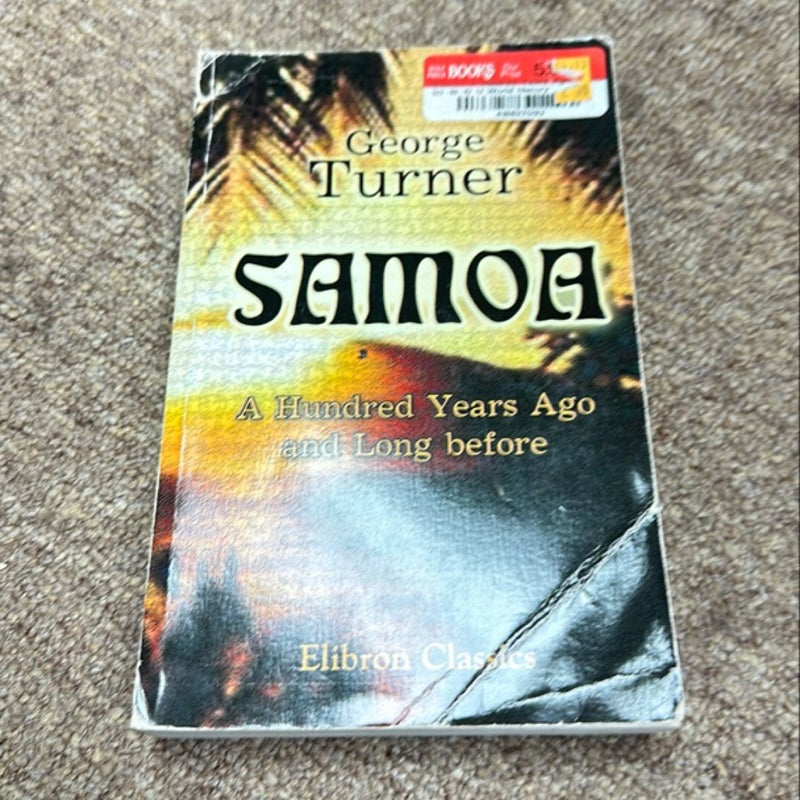 BOOKS
George
Turner
SAMOA
A Hundred Years Ago
and Long before
Elibron Classics